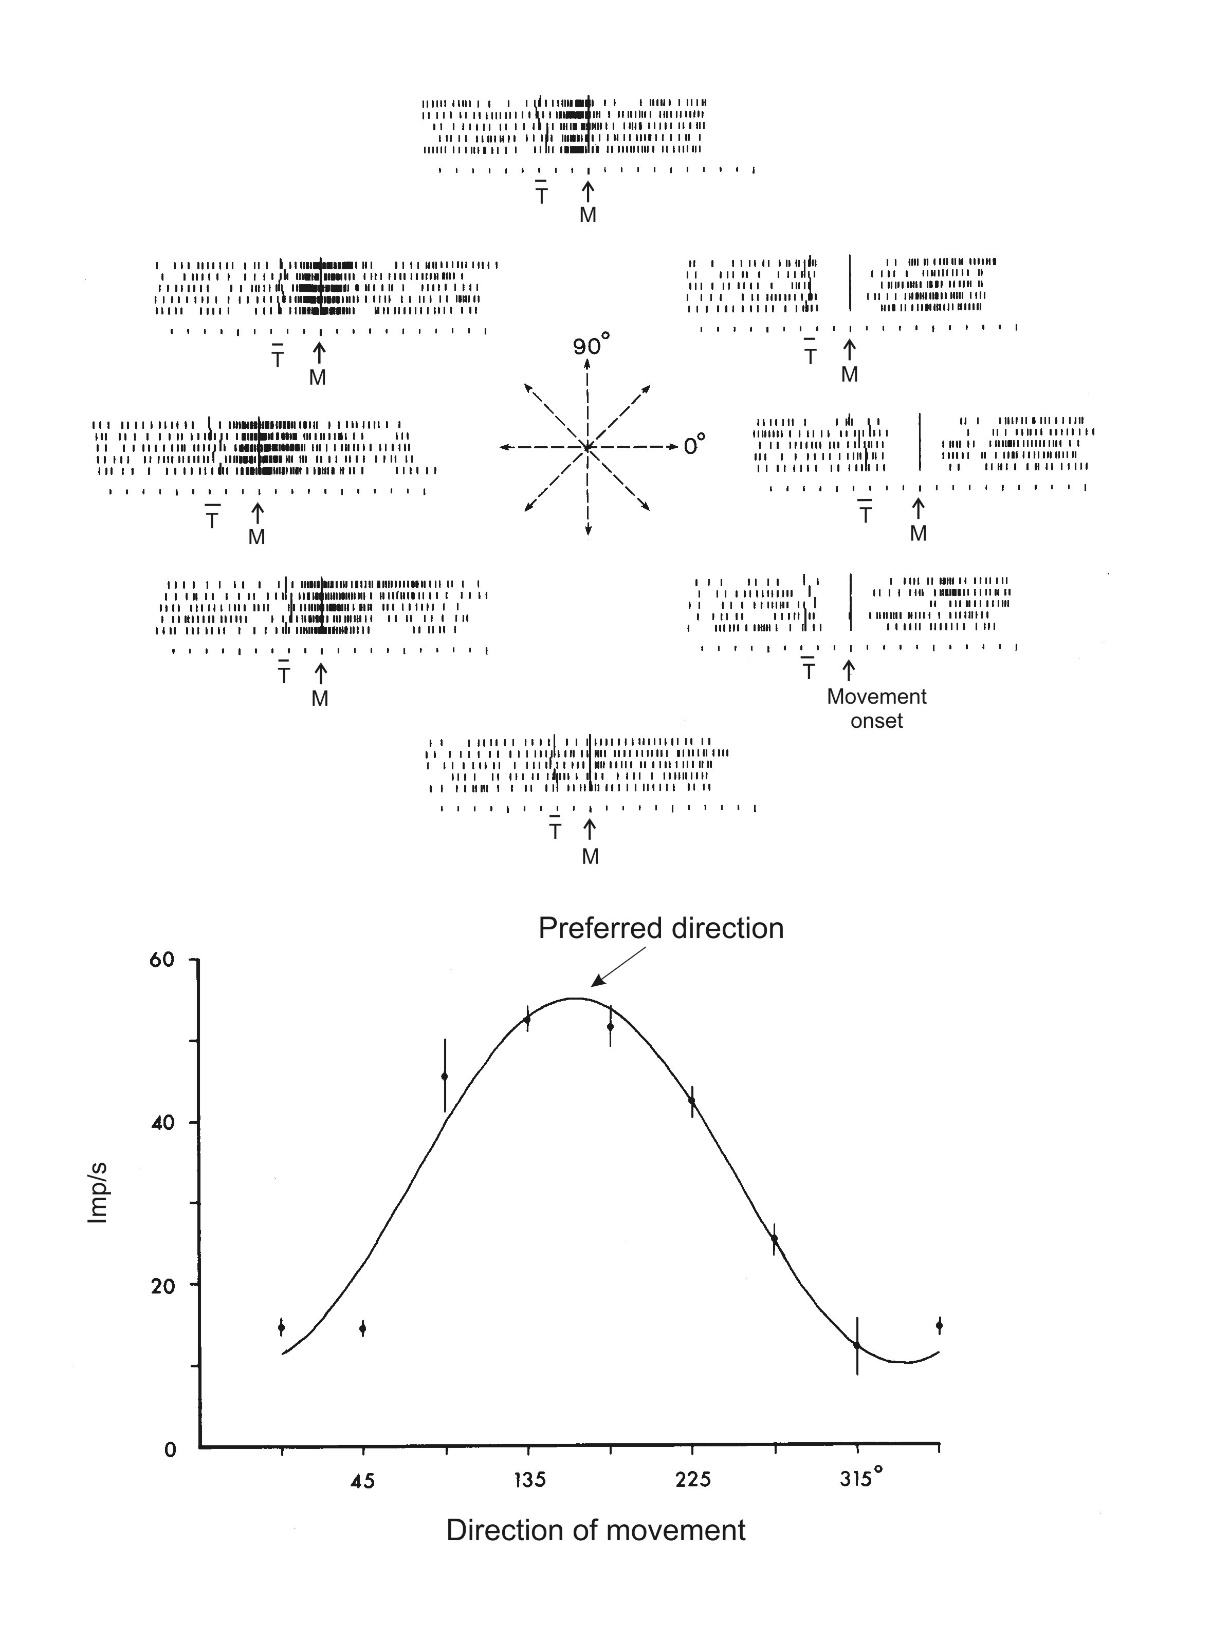 T̅
M
T̅
M
T̅
M
90°
0°
T̅
M
T̅
M
T̅
M
T̅
Movement
onset
T̅
M
Preferred direction
60
40
20
0
Imp/s
45 135 225 315°
Direction of movement